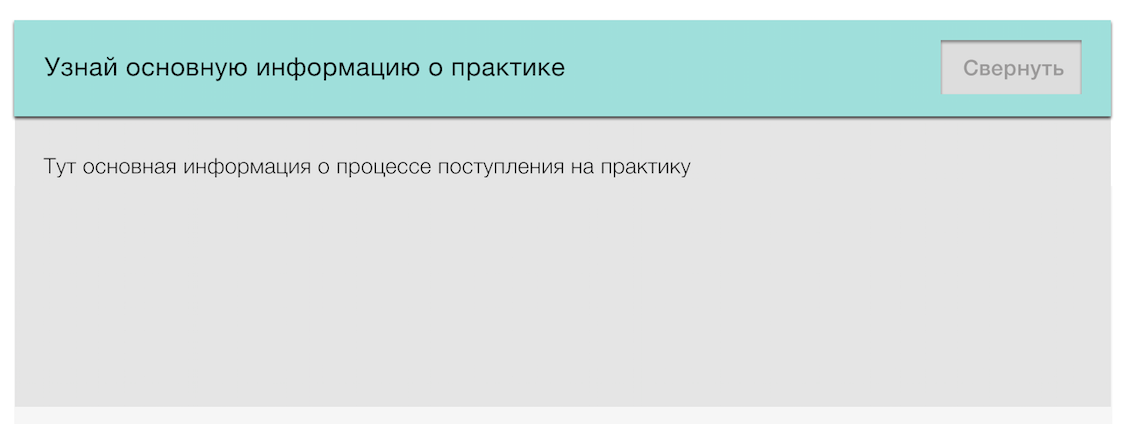 Узнай основную информацию о практике
Свернуть
Тут основная информация о процессе поступления на практику